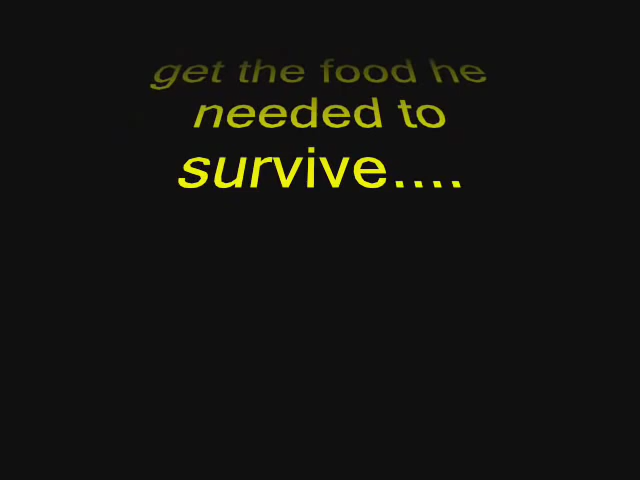 get the food he
needed to
survive....